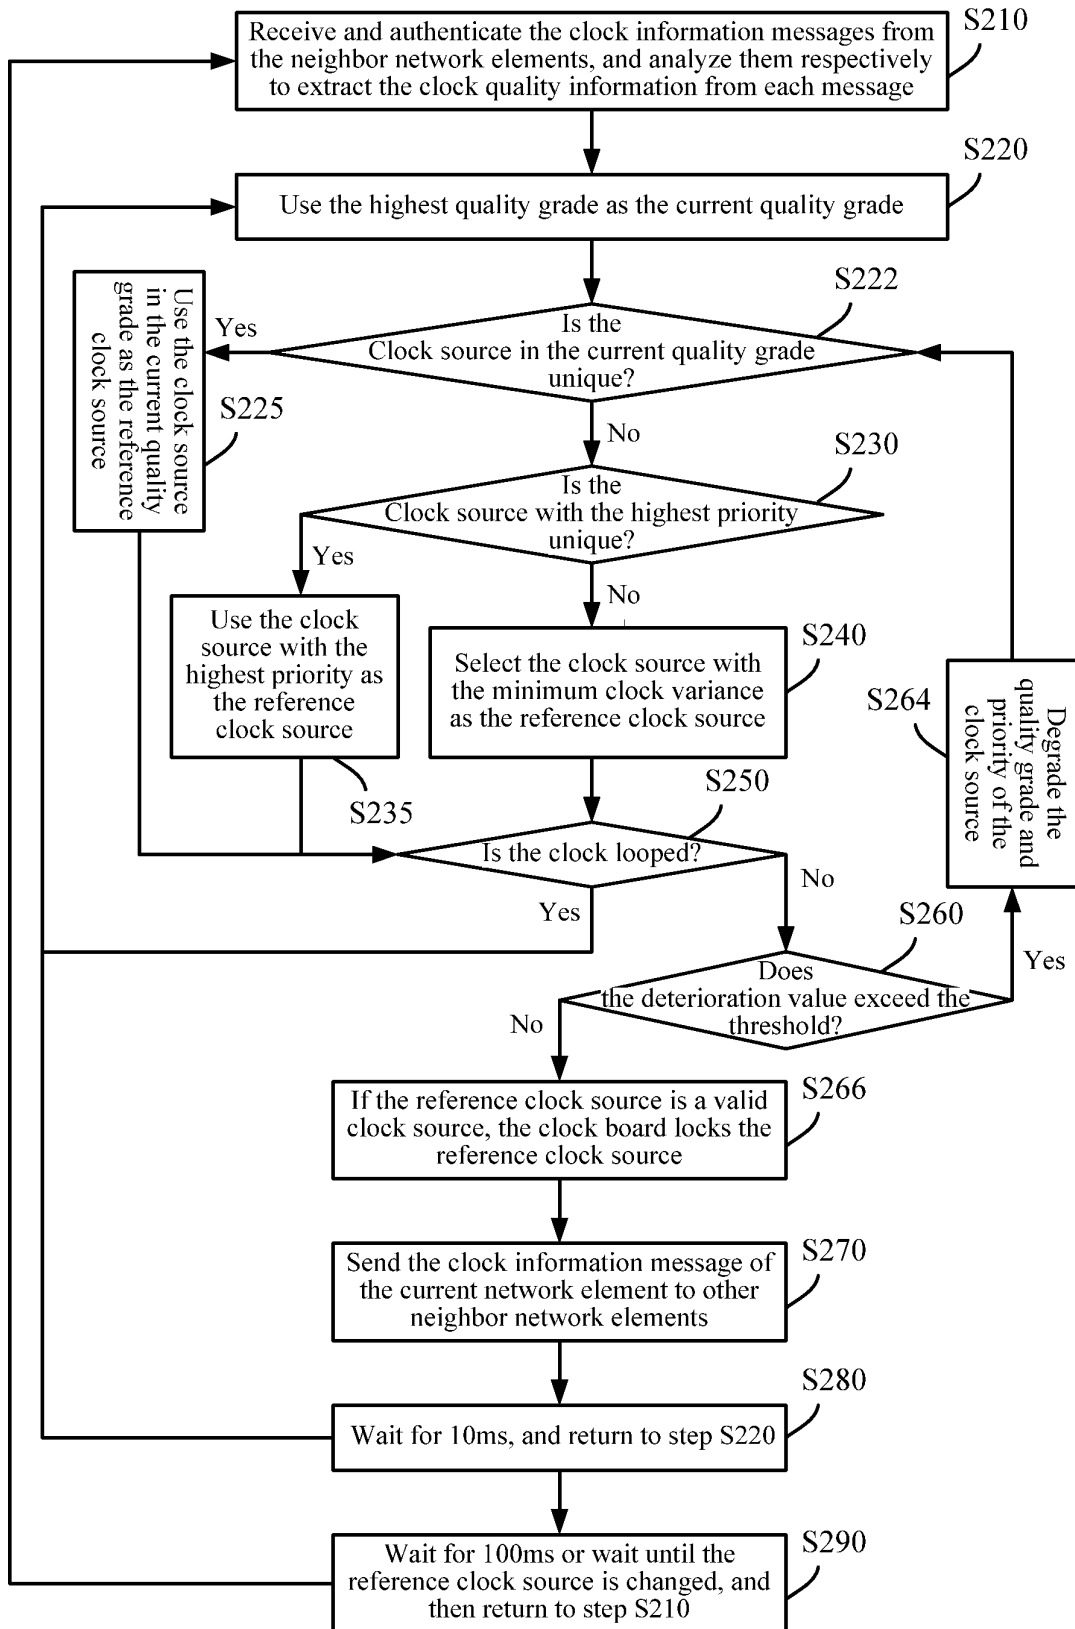 S210
Receive and authenticate the clock information messages from
the neighbor network elements, and analyze them respectively
to extract the clock quality information from each message
S220
Use the highest quality grade as the current quality grade
S222
Is the
Clock source in the current quality grade
unique?
Yes
Use the clock source
in the current quality
grade as the reference
clock source
S225
No
S230
Is the
Clock source with the highest priority
unique?
Yes
No
Use the clock
source with the
highest priority as
the reference
clock source
S235
S240
Select the clock source with
the minimum clock variance
as the reference clock source
S264
Degrade the
quality grade and
priority of the
clock source
S250
Is the clock looped?
No
Yes
S260
Does
the deterioration value exceed the
threshold?
Yes
No
S266
If the reference clock source is a valid
clock source, the clock board locks the
reference clock source
S270
Send the clock information message of
the current network element to other
neighbor network elements
S280
Wait for 10ms, and return to step S220
S290
Wait for 100ms or wait until the
reference clock source is changed, and
then return to step S210